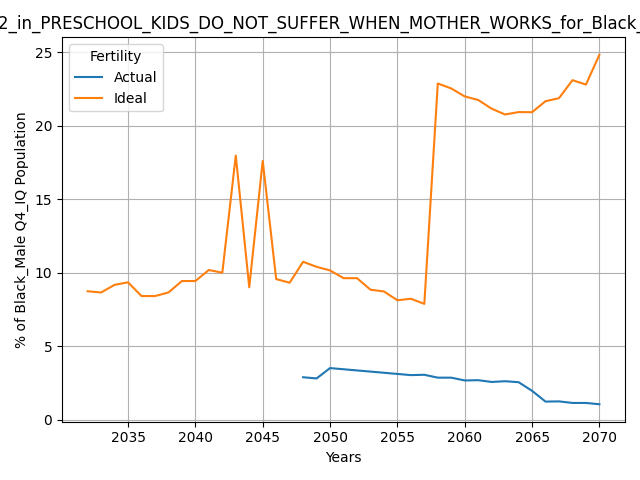 2_in_PRESCHOOL_KIDS_DO_NOT_SUFFER_WHEN_MOTHER_WORKS_for_Black_
Fertility
Actual
Ideal
% of Black_Male Q4_IQ Population
25
20
15
10
5
0
2035 2040 2045 2050 2055 2060 2065 2070
Years